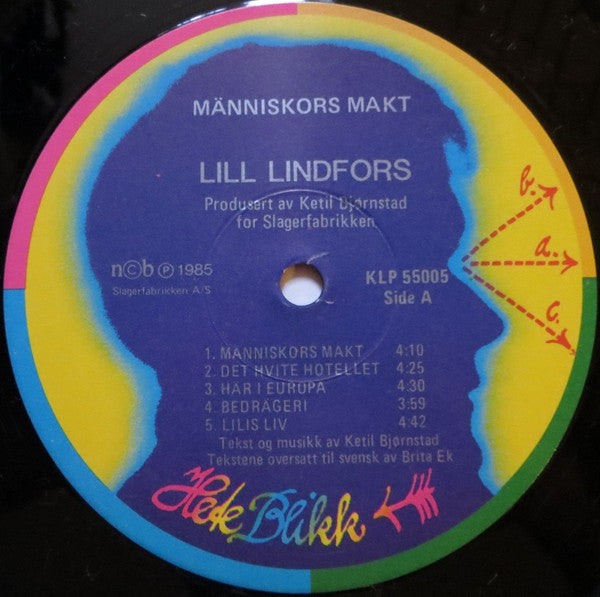 MÄNNISKORS MAKT
LILL LINDFORS
Produsert av Ketil Bjørnstad
for Slagerfabrikken
n©b ℗ 1985
Slagerfabrikken A/S
KLP 55005
Side A
b.
a.
c.
1. MÄNNISKORS MAKT 4:10
2. DET HVITE HOTELLET 4:25
3. HÄR I EUROPA 4:30
4. BEDRAGERI 3:59
5. LILIS LIV 4:42
Tekst og musikk av Ketil Bjørnstad
Tekstene oversatt til svensk av Brita Ek
Hete Blikk